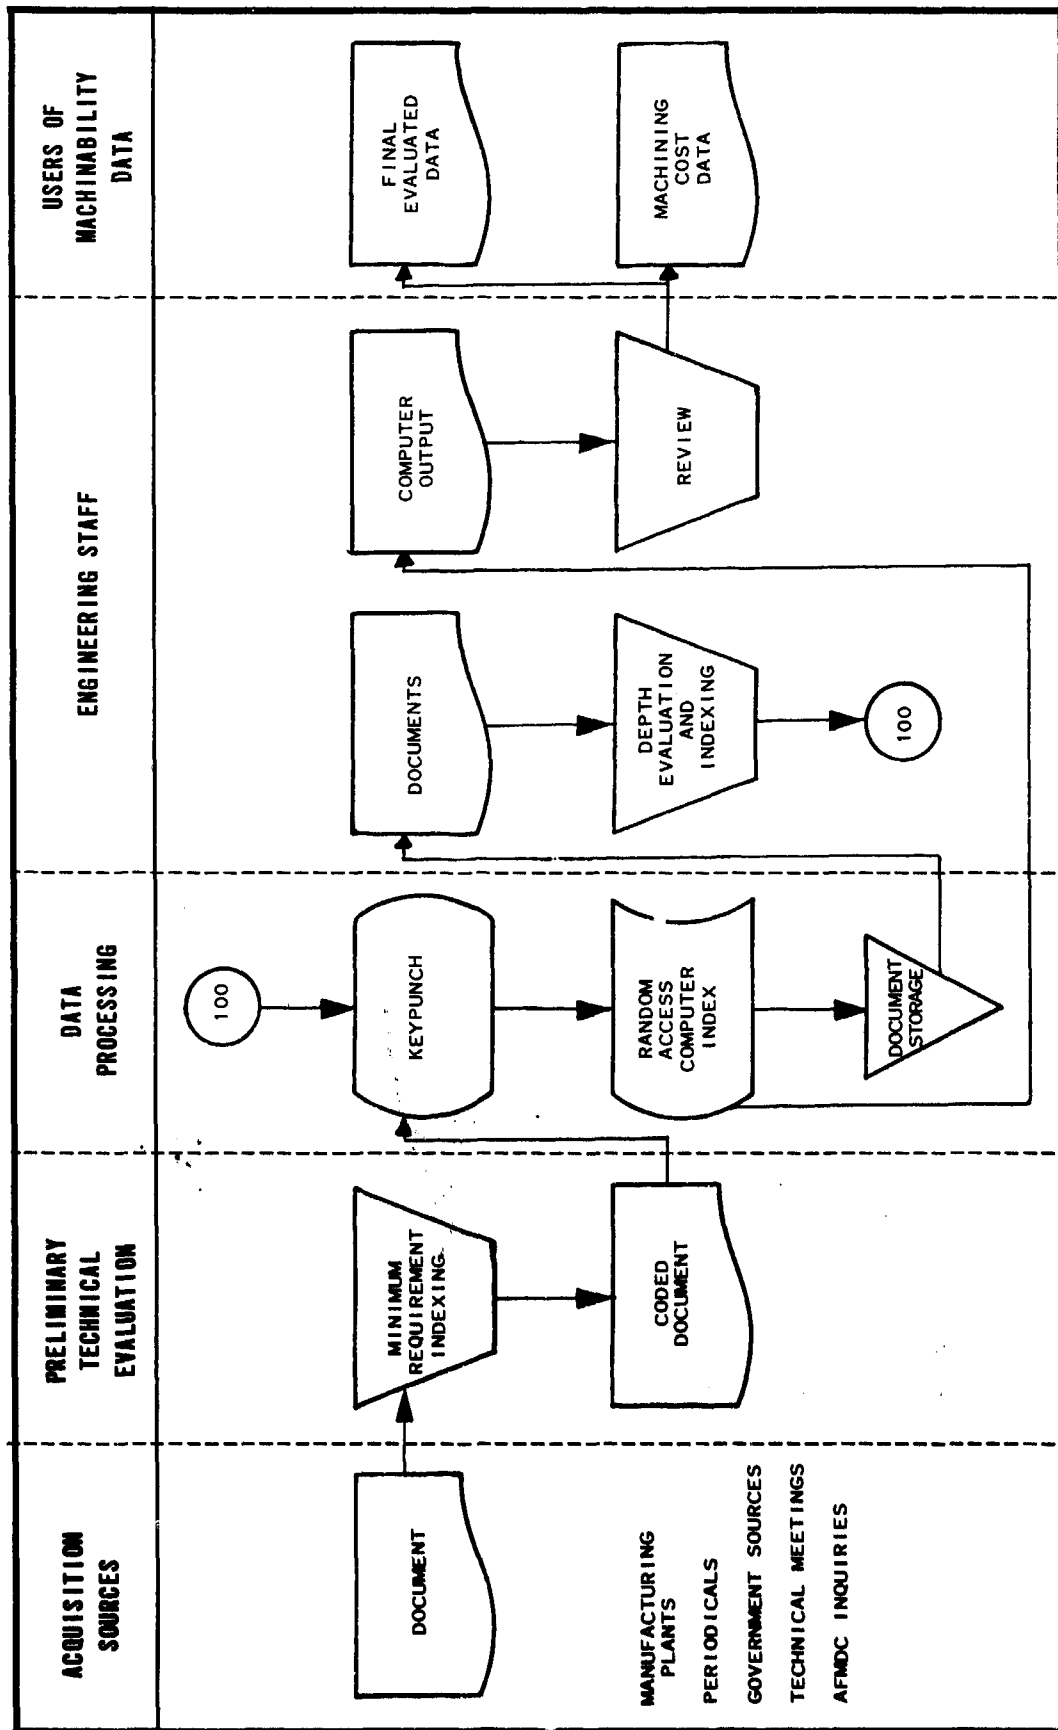 ACQUISITION
SOURCES
PRELIMINARY
TECHNICAL
EVALUATION
DATA
PROCESSING
ENGINEERING STAFF
USERS OF
MACHINABILITY
DATA
DOCUMENT
MANUFACTURING
PLANTS
PERIODICALS
GOVERNMENT SOURCES
TECHNICAL MEETINGS
AFMDC INQUIRIES
MINIMUM
REQUIREMENT
INDEXING
CODED
DOCUMENT
100
KEYPUNCH
RANDOM
ACCESS
COMPUTER
INDEX
DOCUMENT
STORAGE
DOCUMENTS
DEPTH
EVALUATION
AND
INDEXING
100
COMPUTER
OUTPUT
REVIEW
FINAL
EVALUATED
DATA
MACHINING
COST
DATA